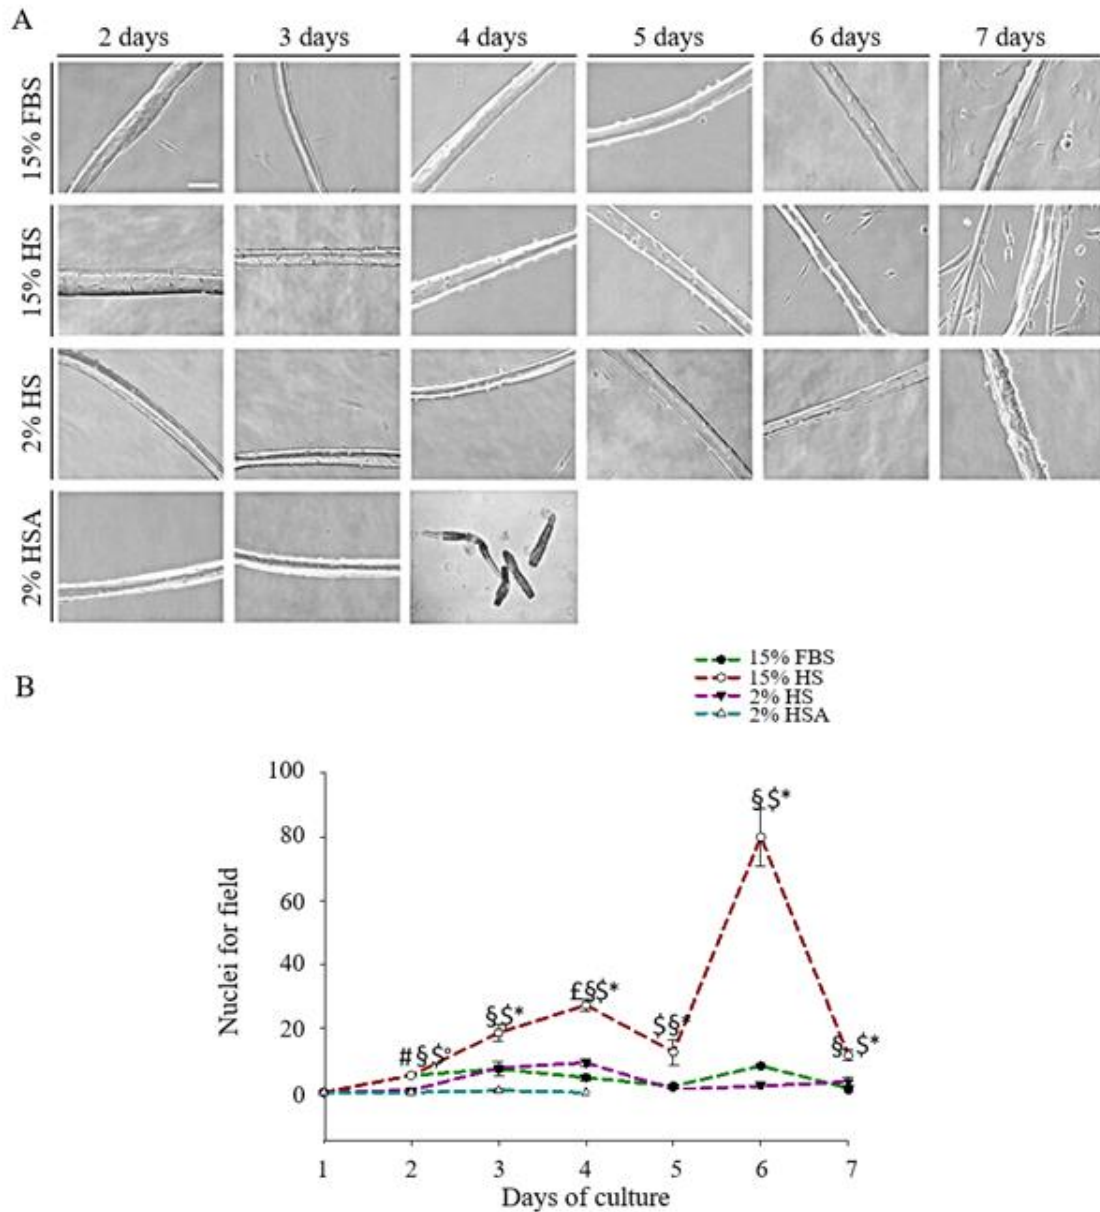 A
2 days 3 days 4 days 5 days 6 days 7 days
15% FBS
15% HS
2% HS
2% HSA
B
15% FBS
15% HS
2% HS
2% HSA
100
80
60
40
20
0
Nuclei for field
#§$°
§$*
£§$*
$§
§$*
§ $*
1 2 3 4 5 6 7
Days of culture